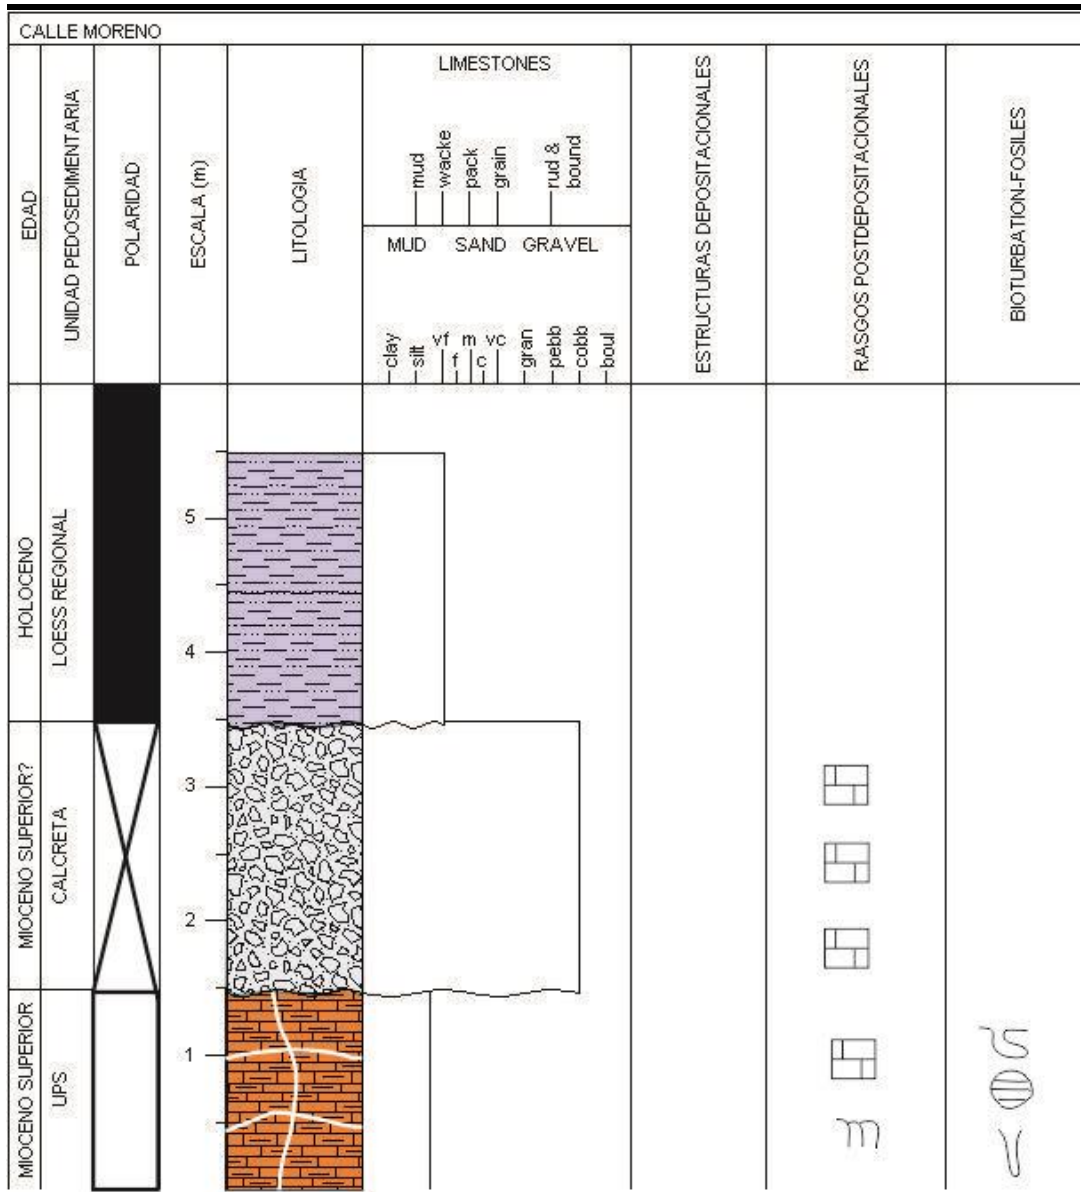 CALLE MORENO
EDAD
UNIDAD PEDOSEDIMENTARIA
POLARIDAD
ESCALA (m)
LITOLOGIA
LIMESTONES
mud
wacke
pack
grain
rud &
bound
MUD SAND GRAVEL
clay
silt
vf
f
m
c
vc
gran
pebb
cobb
boul
ESTRUCTURAS DEPOSITACIONALES
RASGOS POSTDEPOSITACIONALES
BIOTURBATION-FOSILES
HOLOCENO
LOESS REGIONAL
5
4
MIOCENO SUPERIOR?
CALCRETA
3
2
MIOCENO SUPERIOR
UPS
1